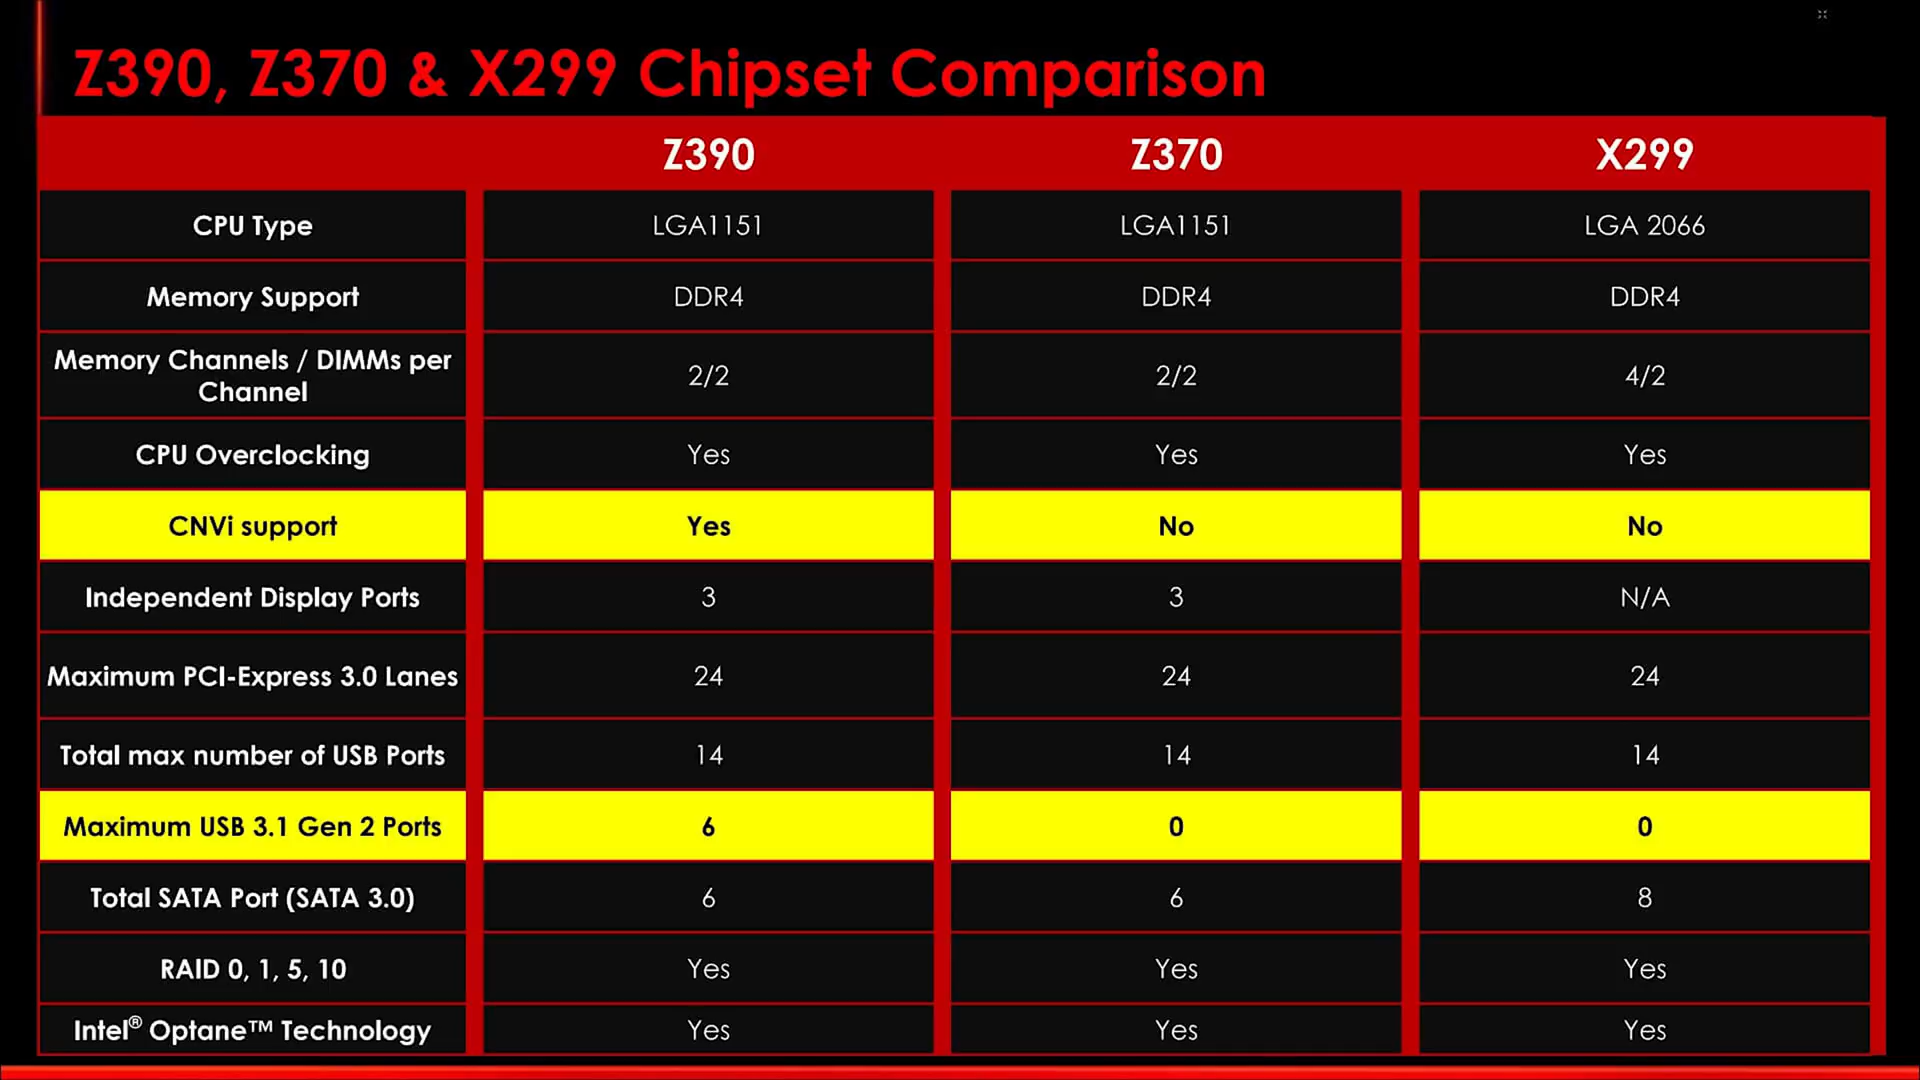 Z390, Z370 & X299 Chipset Comparison
Z390 Z370 X299
CPU Type LGA1151 LGA1151 LGA 2066
Memory Support DDR4 DDR4 DDR4
Memory Channels / DIMMs per
Channel 2/2 2/2 4/2
CPU Overclocking Yes Yes Yes
CNVi support Yes No No
Independent Display Ports 3 3 N/A
Maximum PCI-Express 3.0 Lanes 24 24 24
Total max number of USB Ports 14 14 14
Maximum USB 3.1 Gen 2 Ports 6 0 0
Total SATA Port (SATA 3.0) 6 6 8
RAID 0, 1, 5, 10 Yes Yes Yes
Intel® Optane™ Technology Yes Yes Yes